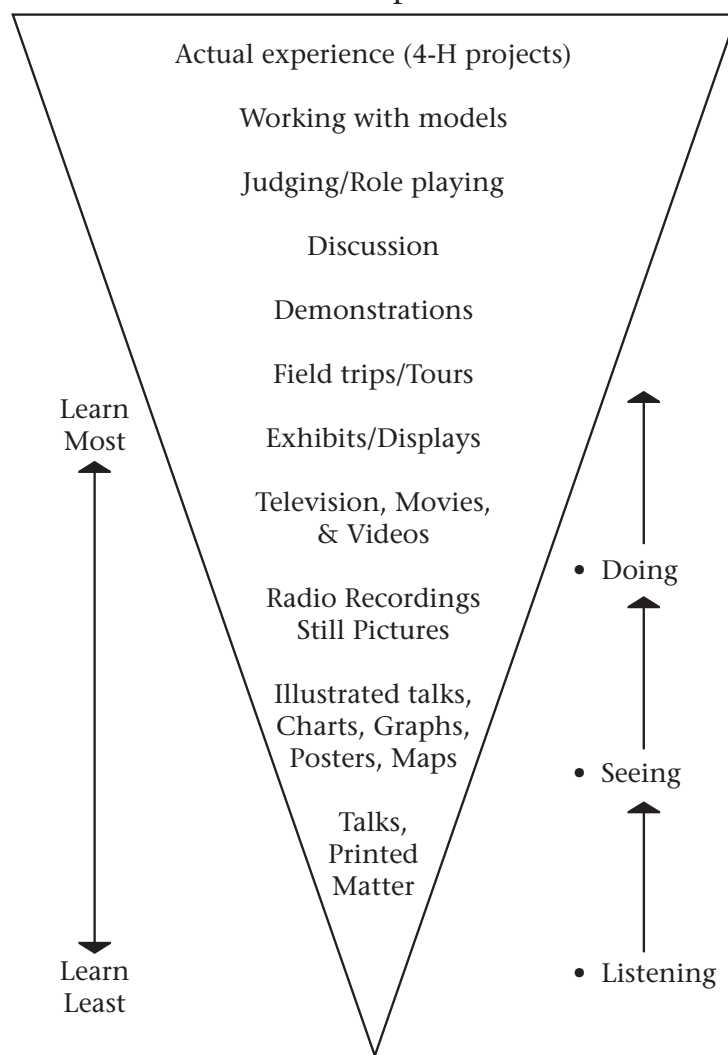 Actual experience (4-H projects)
Working with models
Judging/Role playing
Discussion
Demonstrations
Field trips/Tours
Exhibits/Displays
Television, Movies,
& Videos
Radio Recordings
Still Pictures
Illustrated talks,
Charts, Graphs,
Posters, Maps
Talks,
Printed
Matter
Learn
Most
Learn
Least
• Doing
• Seeing
• Listening